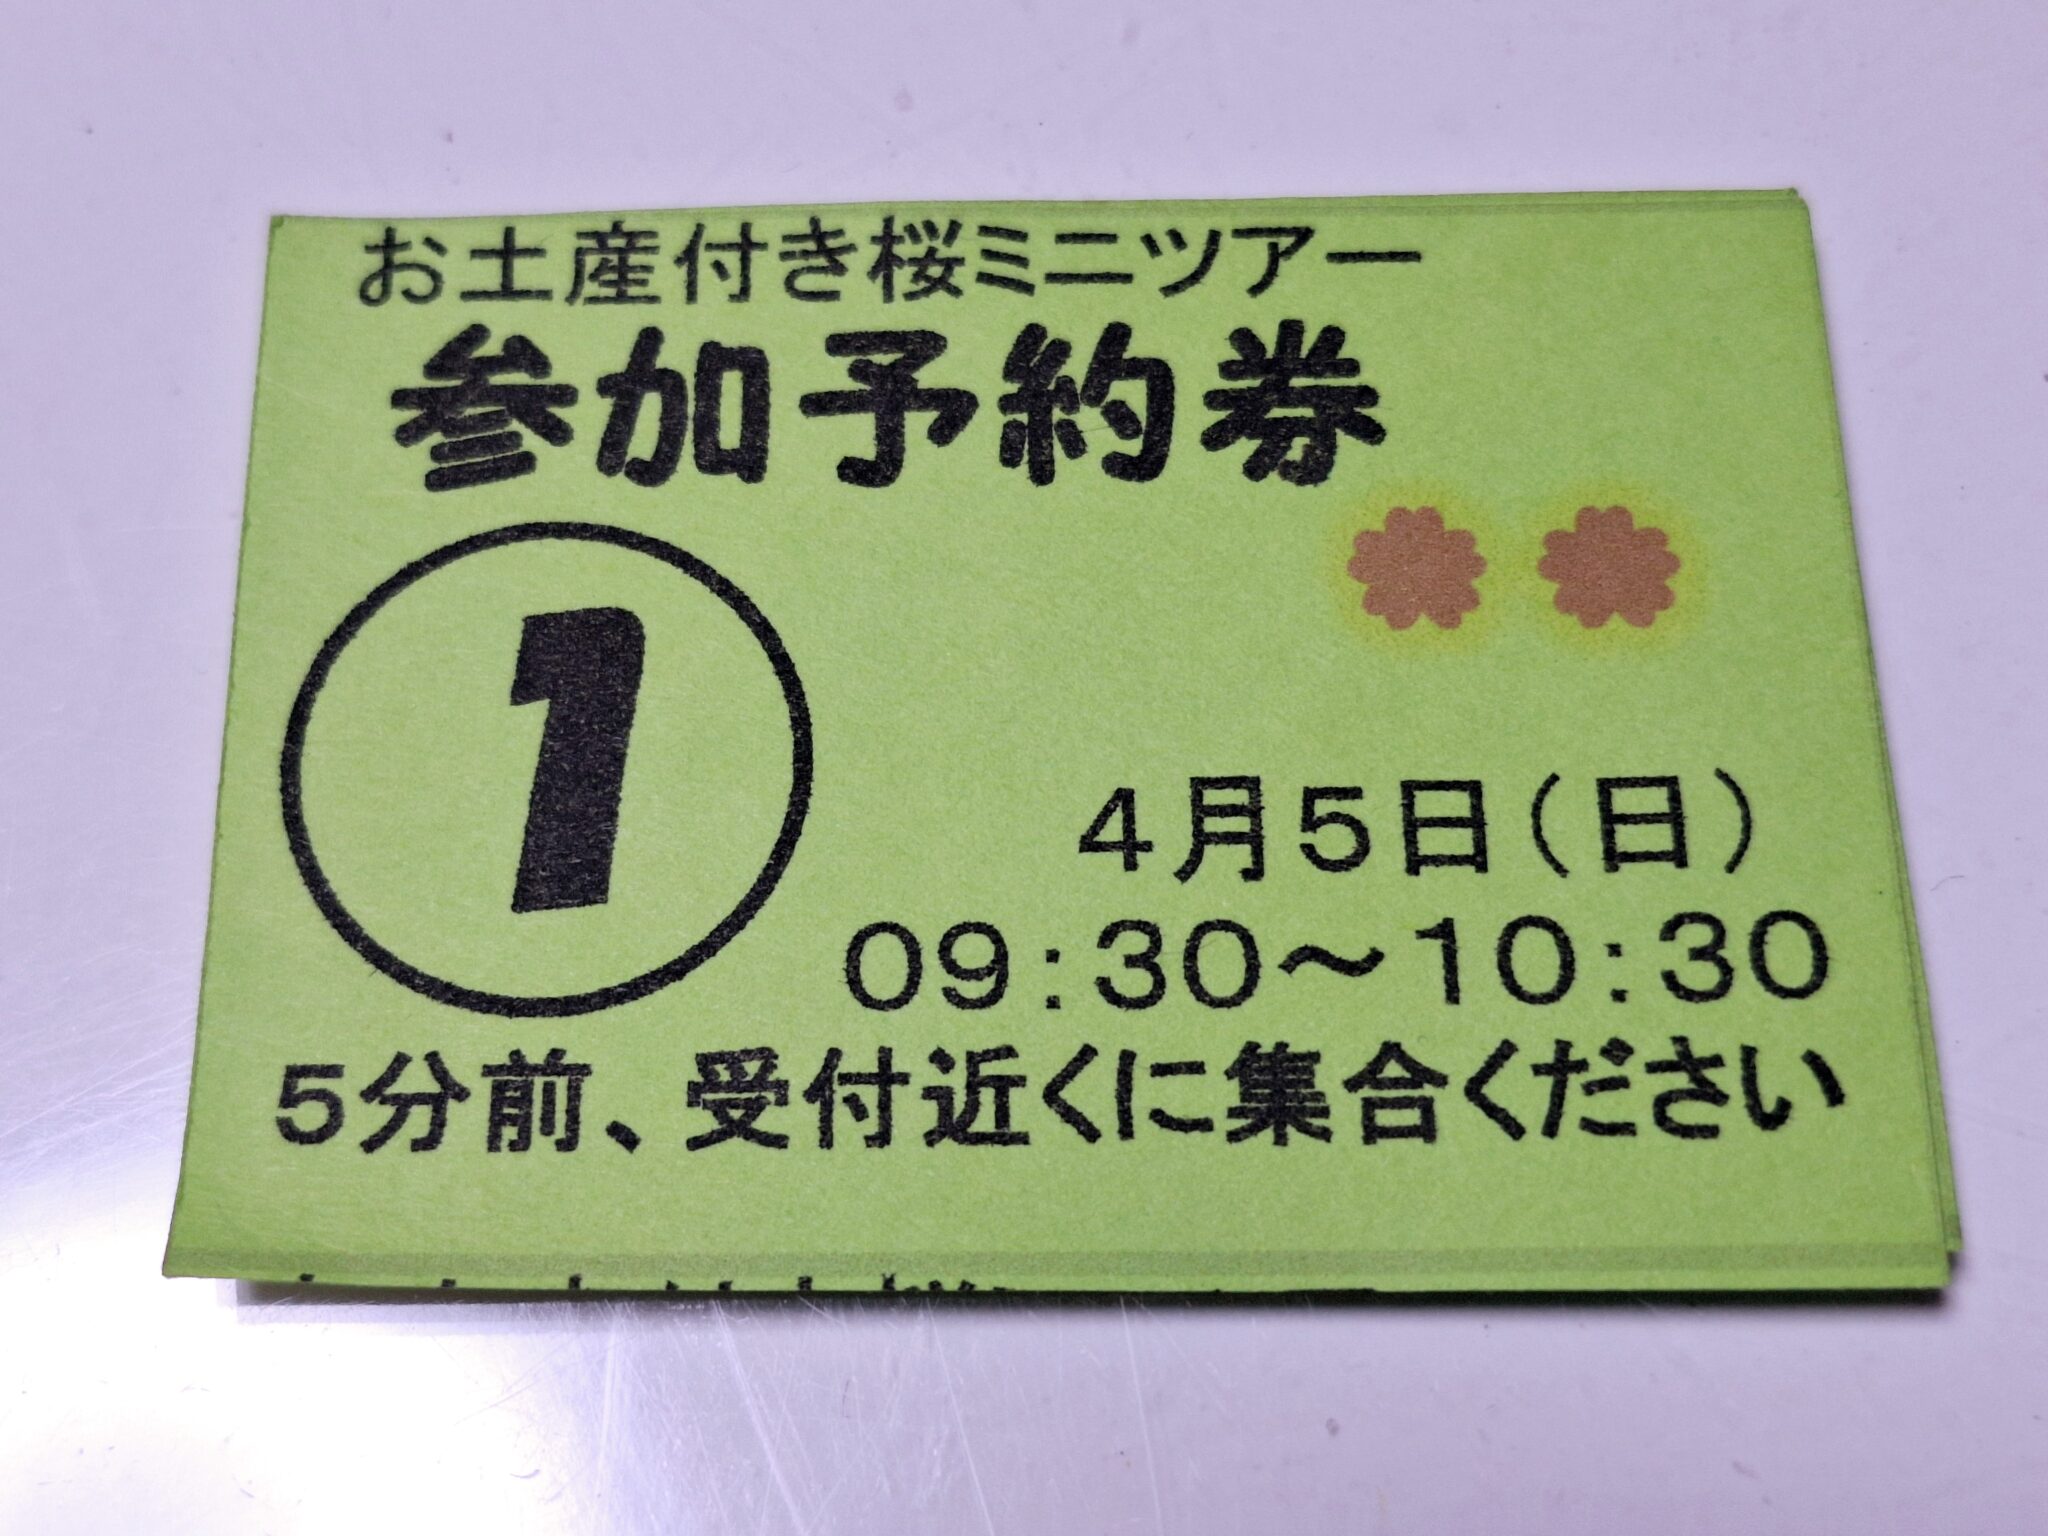 お土産付き桜ミニツアー
参加予約券
1
4月5日(日)
09:30〜10:30
5分前、受付近くに集合ください